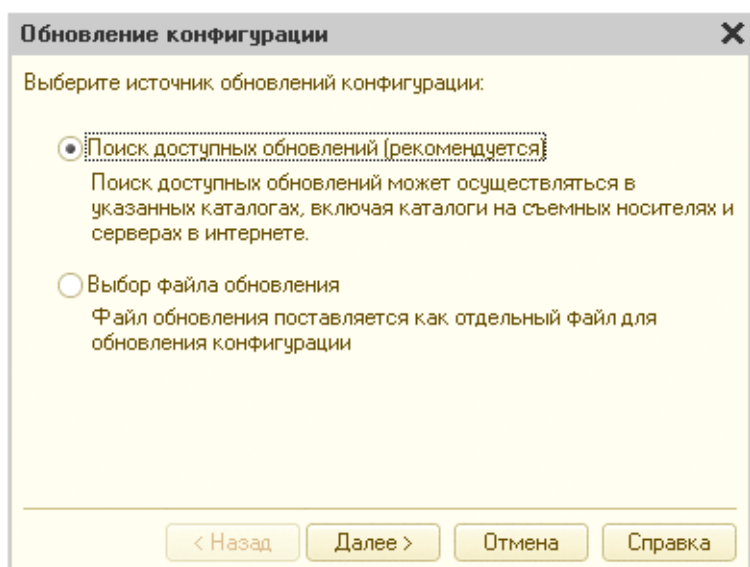 Обновление конфигурации
Выберите источник обновлений конфигурации:
Поиск доступных обновлений (рекомендуется)
Поиск доступных обновлений может осуществляться в
указанных каталогах, включая каталоги на съемных носителях и
серверах в интернете.
Выбор файла обновления
Файл обновления поставляется как отдельный файл для
обновления конфигурации
< Назад Далее > Отмена Справка